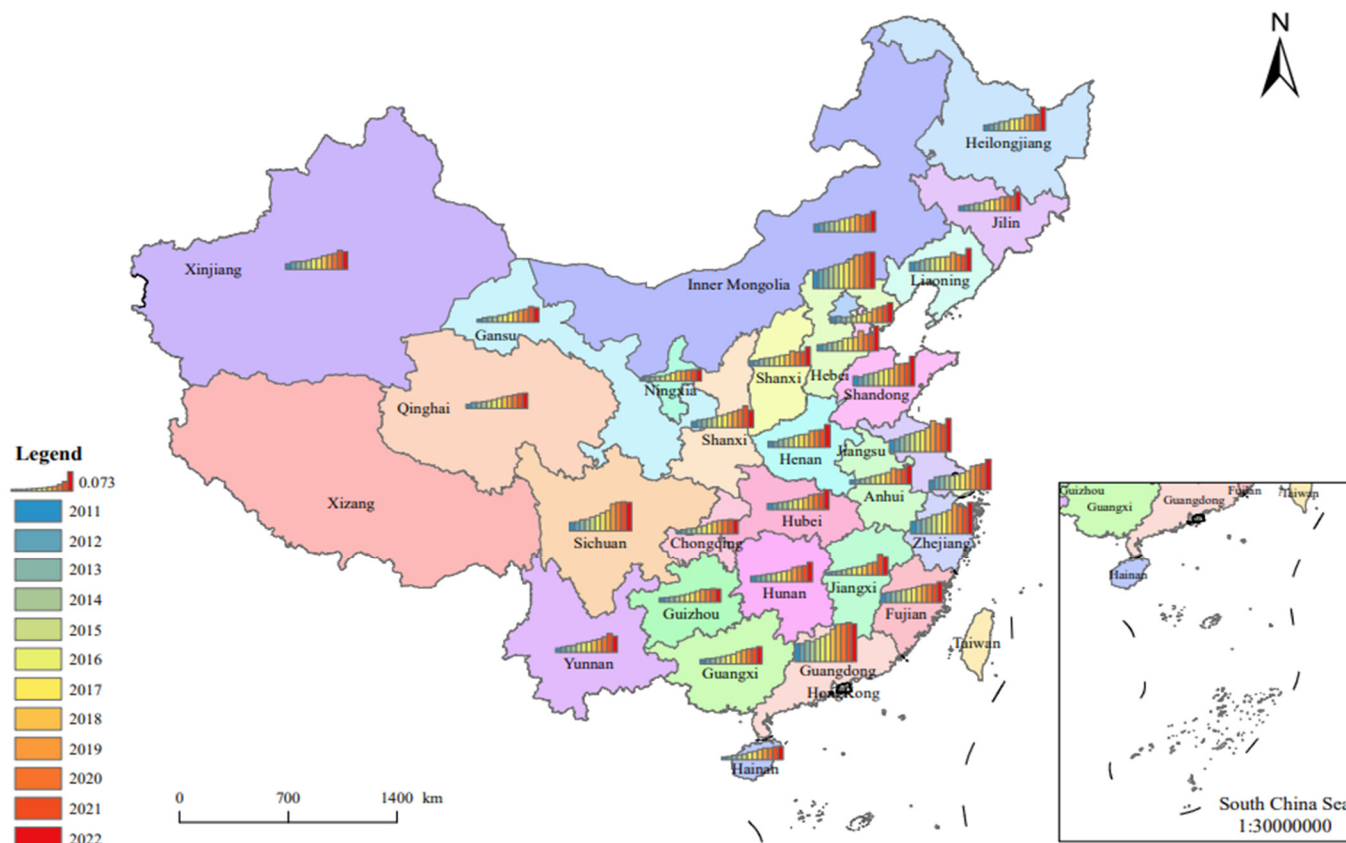 N
Heilongjiang
Jilin
Xinjiang
Inner Mongolia
Liaoning
Gansu
Ningxia
Shanxi
Hebei
Shandong
Qinghai
Shanxi
Henan
Jiangsu
Anhui
Xizang
Sichuan
Chongqing
Hubei
Zhejiang
Guizhou
Hunan
Jiangxi
Fujian
Yunnan
Guangxi
Guangdong
HongKong
Taiwan
Hainan
Legend
0.073
2011
2012
2013
2014
2015
2016
2017
2018
2019
2020
2021
2022
0 700 1400 km
Guizhou
Guangxi
Guangdong
Fujian
Taiwan
Hainan
South China Sea
1:30000000